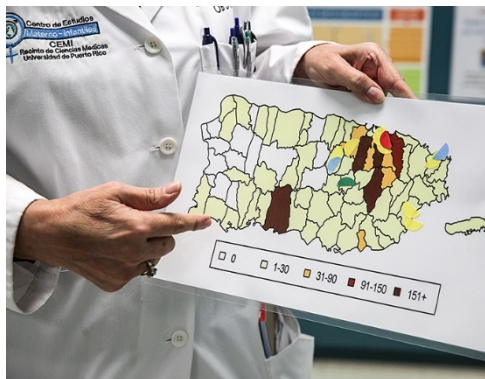 Centro de Estudios
Materno-Infantiles
CEMI
Recinto de Ciencias Médicas
Universidad de Puerto Rico
0 1-30 31-90 91-150 151+